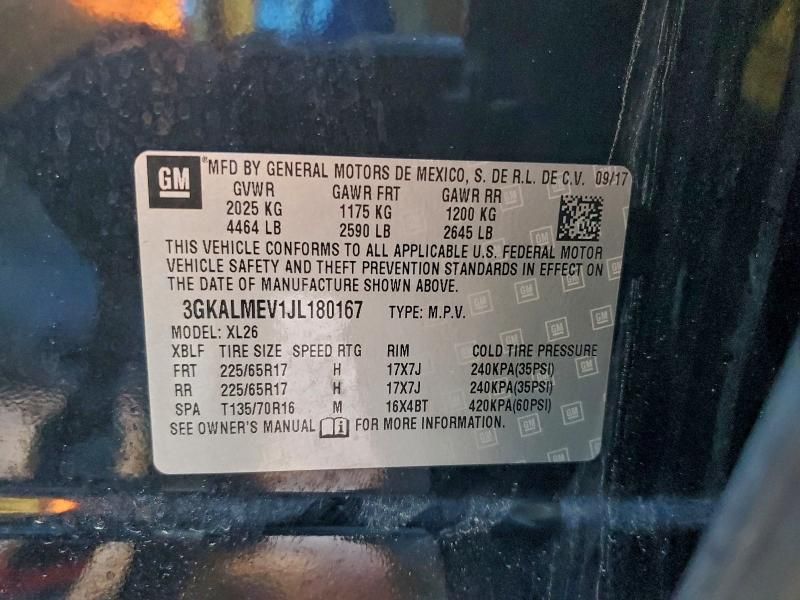 GM ®MFD BY GENERAL MOTORS DE MEXICO, S. DE R.L. DE C.V. 09/17
GVWR GAWR FRT GAWR RR
2025 KG 1175 KG 1200 KG
4464 LB 2590 LB 2645 LB
THIS VEHICLE CONFORMS TO ALL APPLICABLE U.S. FEDERAL MOTOR
VEHICLE SAFETY AND THEFT PREVENTION STANDARDS IN EFFECT ON
THE DATE OF MANUFACTURE SHOWN ABOVE.
3GKALMEV1JL180167 TYPE: M.P.V.
MODEL: XL26
XBLF TIRE SIZE SPEED RTG RIM COLD TIRE PRESSURE
FRT 225/65R17 H 17X7J 240KPA(35PSI)
RR 225/65R17 H 17X7J 240KPA(35PSI)
SPA T135/70R16 M 16X4BT 420KPA(60PSI)
SEE OWNER'S MANUAL FOR MORE INFORMATION.